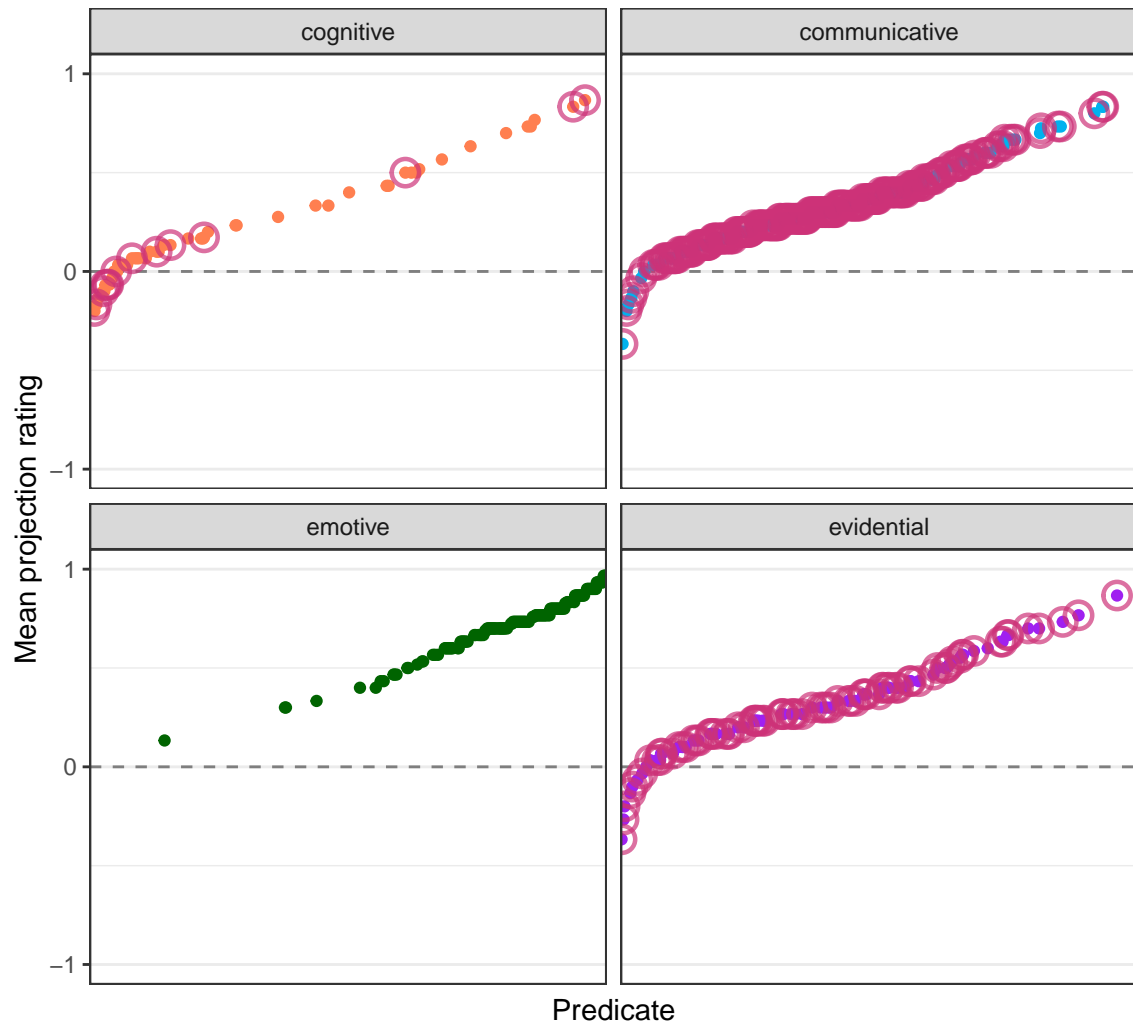 cognitive
communicative
1
0
−1
emotive
evidential
1
0
−1
Mean projection rating
Predicate